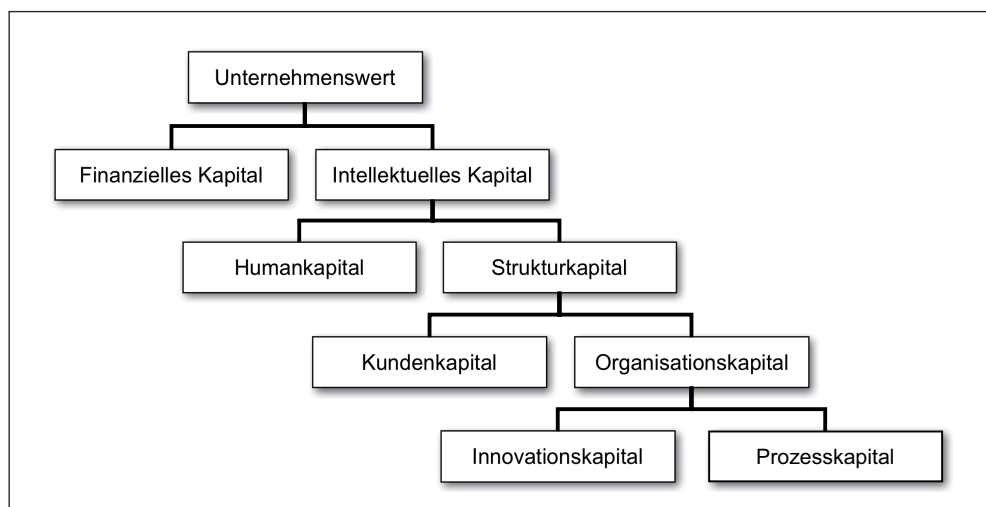 Unternehmenswert
Finanzielles Kapital
Intellektuelles Kapital
Humankapital
Strukturkapital
Kundenkapital
Organisationskapital
Innovationskapital
Prozesskapital